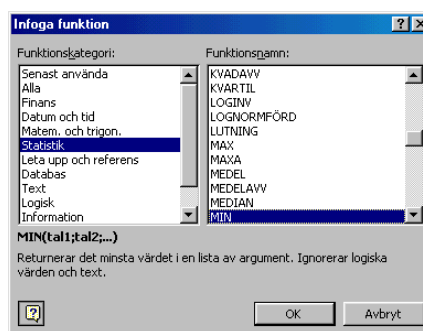 Infoga funktion
Funktionskategori:
Senast använda
Alla
Finans
Datum och tid
Matem. och trigon.
Statistik
Leta upp och referens
Databas
Text
Logisk
Information
Funktionsnamn:
KVADAVV
KVARTIL
LOGINV
LOGNORMFÖRD
LUTNING
MAX
MAXA
MEDEL
MEDELAVV
MEDIAN
MIN
MIN(tal1;tal2;...)
Returnerar det minsta värdet i en lista av argument. Ignorerar logiska
värden och text.
OK
Avbryt